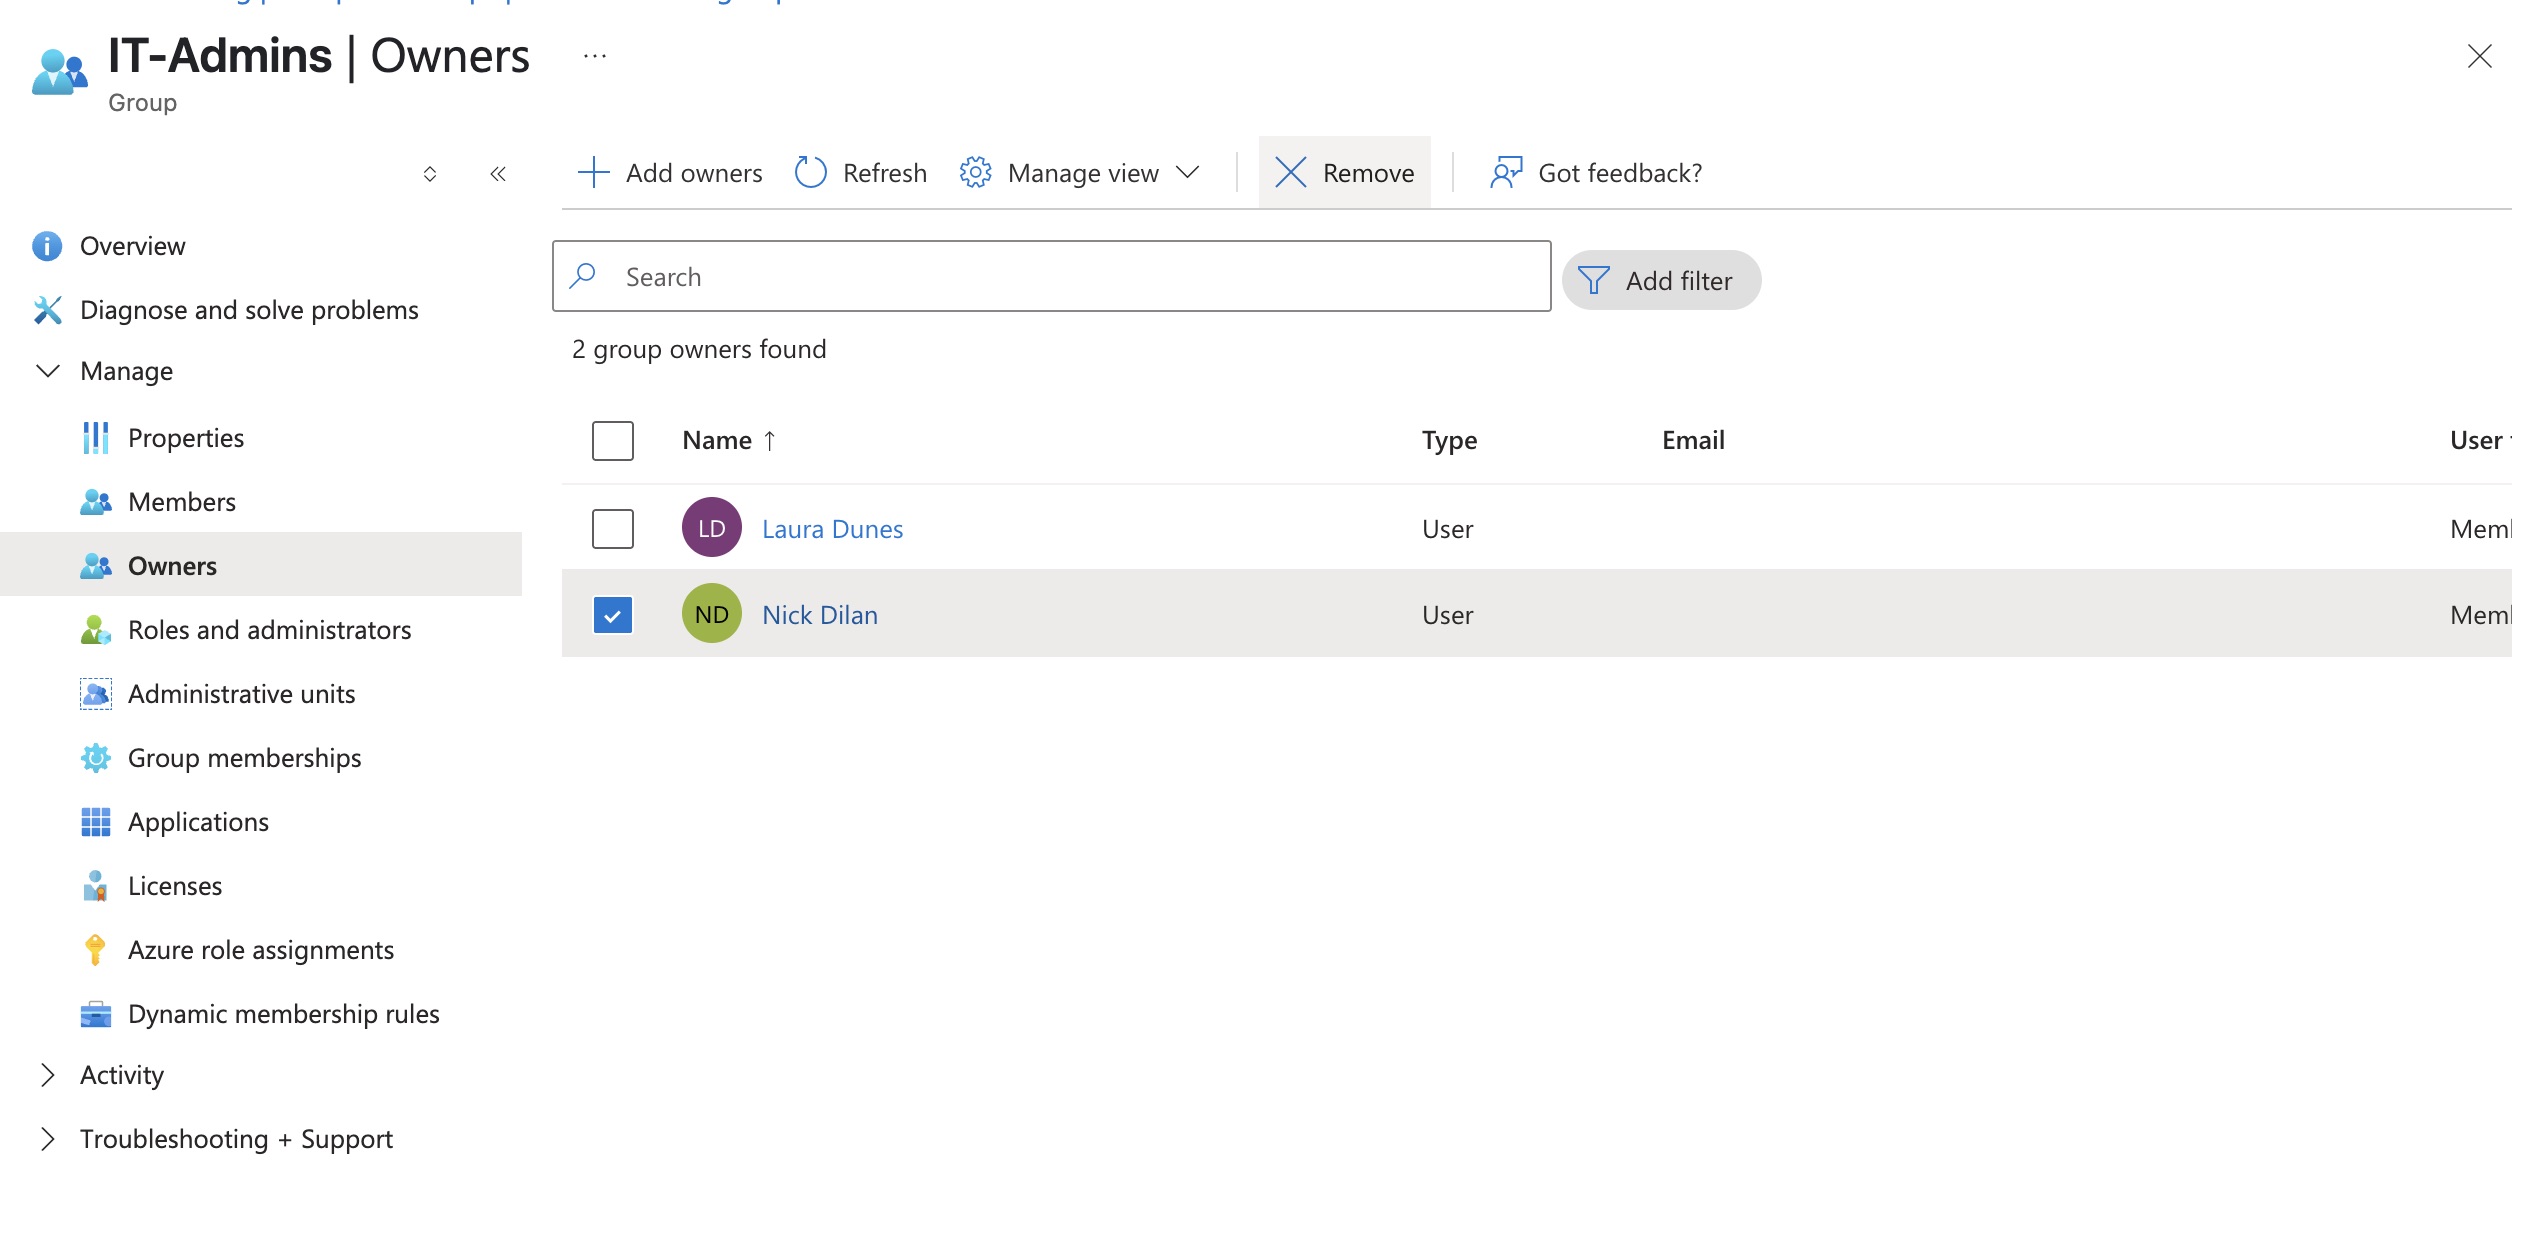 IT-Admins | Owners ...
Group
Add owners
Refresh
Manage view
Remove
Got feedback?
Search
Add filter
2 group owners found
Overview
Diagnose and solve problems
Manage
Properties
Members
Owners
Roles and administrators
Administrative units
Group memberships
Applications
Licenses
Azure role assignments
Dynamic membership rules
Activity
Troubleshooting + Support
Name ↑ Type Email User
LD Laura Dunes User
ND Nick Dilan User